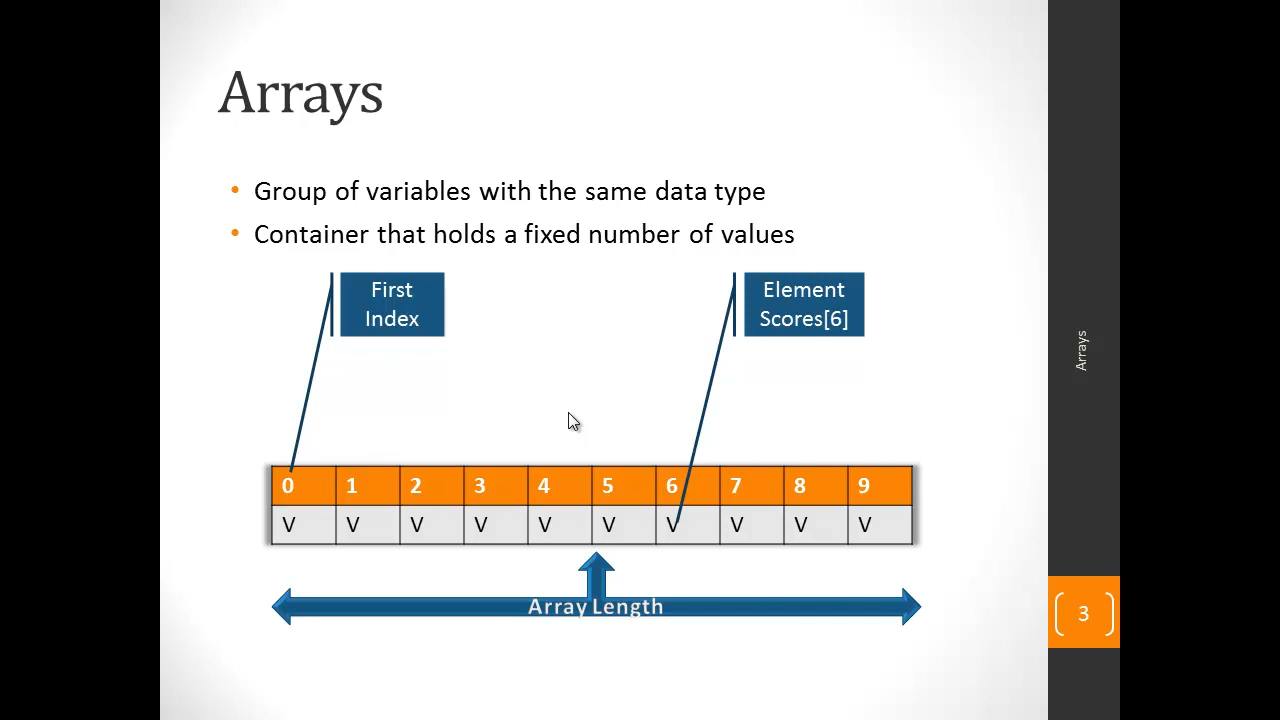 Arrays
• Group of variables with the same data type
• Container that holds a fixed number of values
First
Index
Element
Scores[6]
0 1 2 3 4 5 6 7 8 9
V V V V V V V V V V
Array Length
Arrays
3